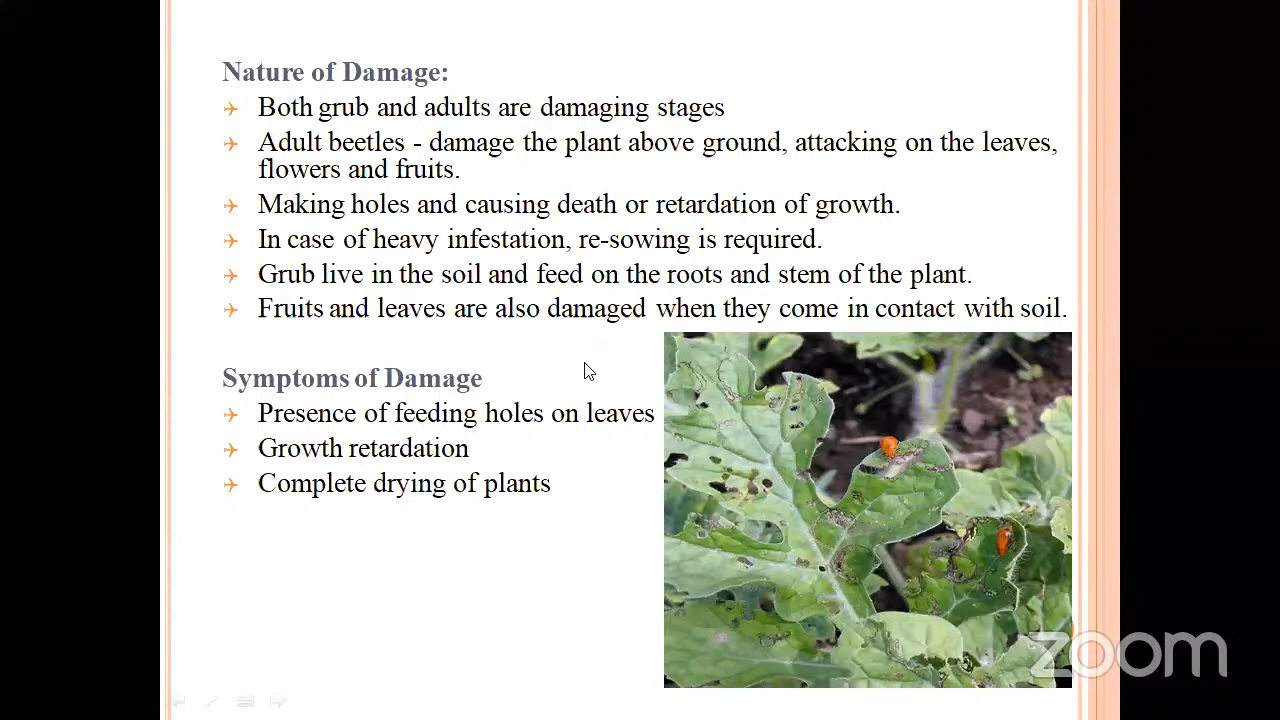 Nature of Damage:
Both grub and adults are damaging stages
Adult beetles - damage the plant above ground, attacking on the leaves,
flowers and fruits.
Making holes and causing death or retardation of growth.
In case of heavy infestation, re-sowing is required.
Grub live in the soil and feed on the roots and stem of the plant.
Fruits and leaves are also damaged when they come in contact with soil.
Symptoms of Damage
Presence of feeding holes on leaves
Growth retardation
Complete drying of plants
zoom